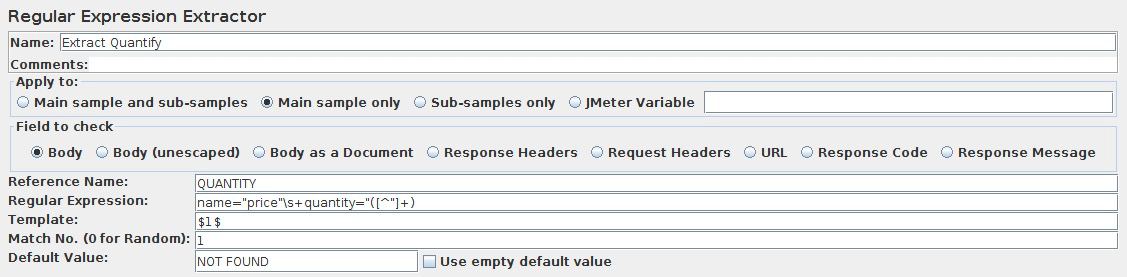 Regular Expression Extractor
Name: Extract Quantify
Comments:
Apply to:
Main sample and sub-samples Main sample only Sub-samples only JMeter Variable
Field to check
Body Body (unescaped) Body as a Document Response Headers Request Headers URL Response Code Response Message
Reference Name: QUANTITY
Regular Expression: name="price"\s+quantity="([^"]+)
Template: $1$
Match No. (0 for Random): 1
Default Value: NOT FOUND Use empty default value